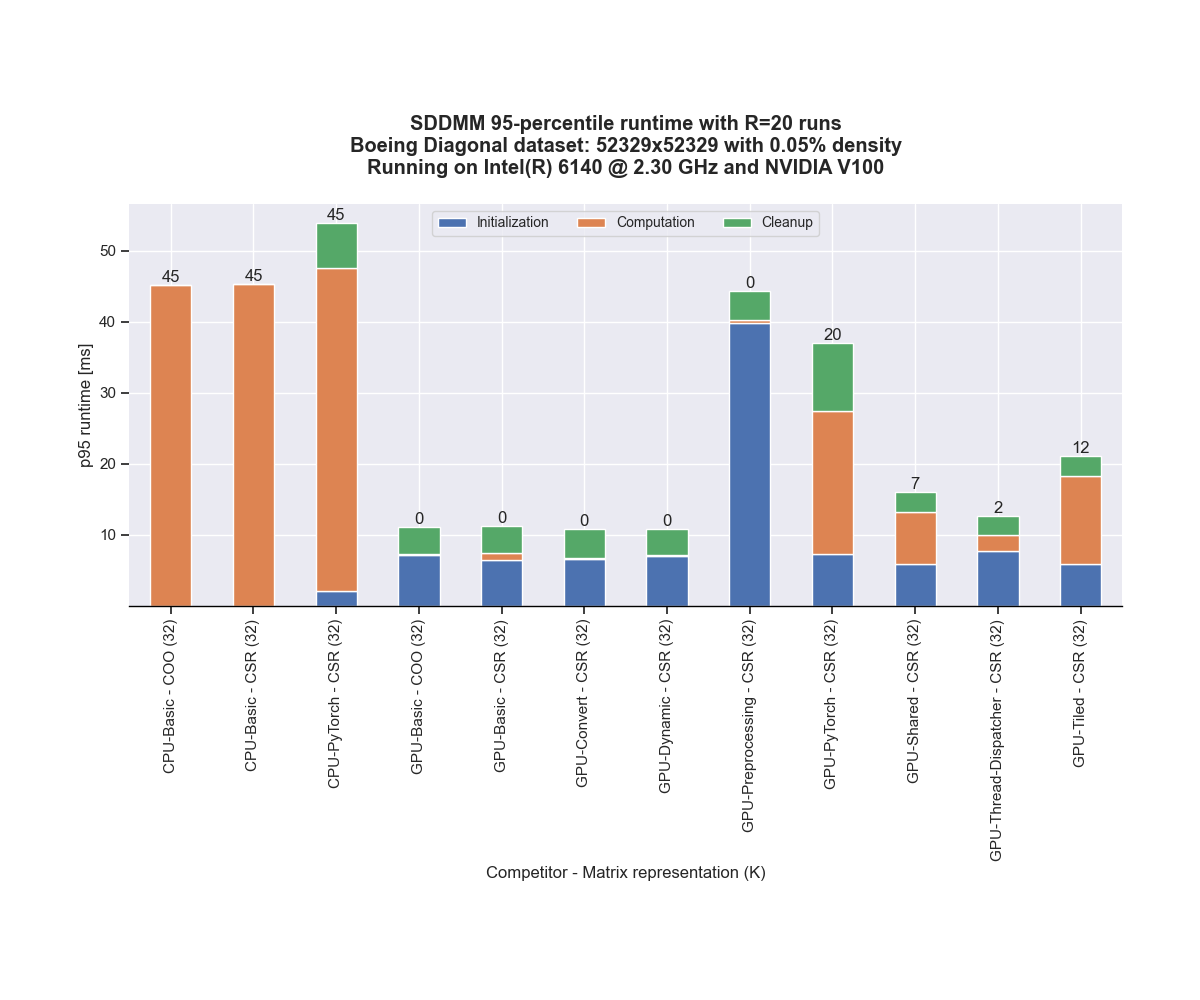 SDDMM 95-percentile runtime with R=20 runs
Boeing Diagonal dataset: 52329x52329 with 0.05% density
Running on Intel(R) 6140 @ 2.30 GHz and NVIDIA V100
Initialization Computation Cleanup
p95 runtime [ms]
50
40
30
20
10
45
45
45
0
0
0
0
0
20
7
2
12
CPU-Basic - COO (32)
CPU-Basic - CSR (32)
CPU-PyTorch - CSR (32)
GPU-Basic - COO (32)
GPU-Basic - CSR (32)
GPU-Convert - CSR (32)
GPU-Dynamic - CSR (32)
GPU-Preprocessing - CSR (32)
GPU-PyTorch - CSR (32)
GPU-Shared - CSR (32)
GPU-Thread-Dispatcher - CSR (32)
GPU-Tiled - CSR (32)
Competitor - Matrix representation (K)